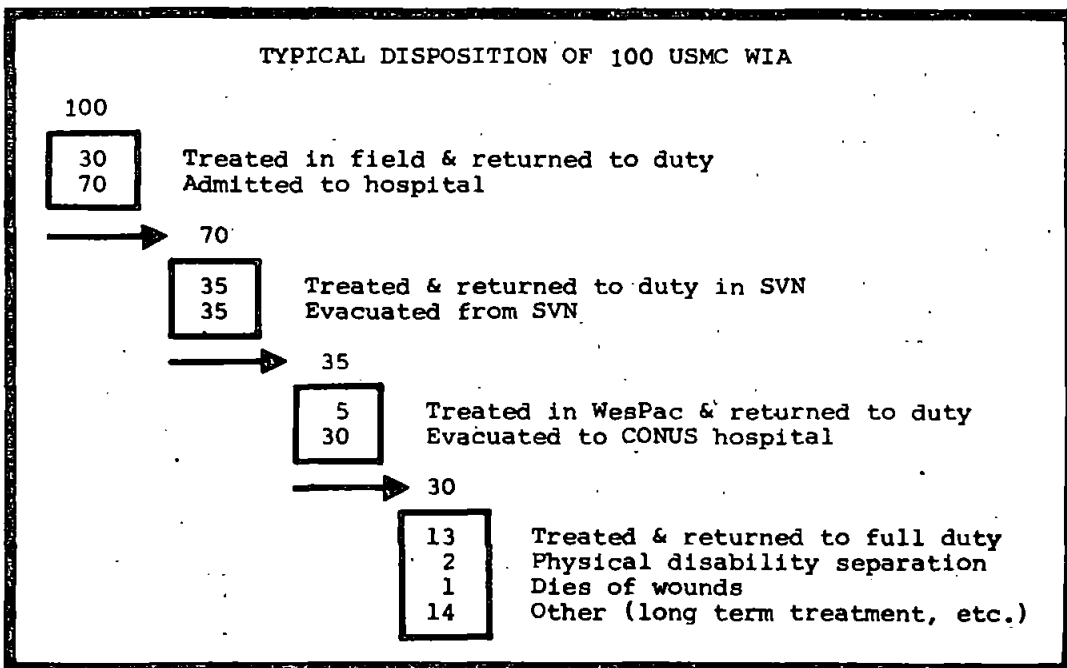 TYPICAL DISPOSITION OF 100 USMC WIA
100
30 Treated in field & returned to duty
70 Admitted to hospital
70
35 Treated & returned to duty in SVN
35 Evacuated from SVN
35
5 Treated in WesPac & returned to duty
30 Evacuated to CONUS hospital
30
13 Treated & returned to full duty
2 Physical disability separation
1 Dies of wounds
14 Other (long term treatment, etc.)